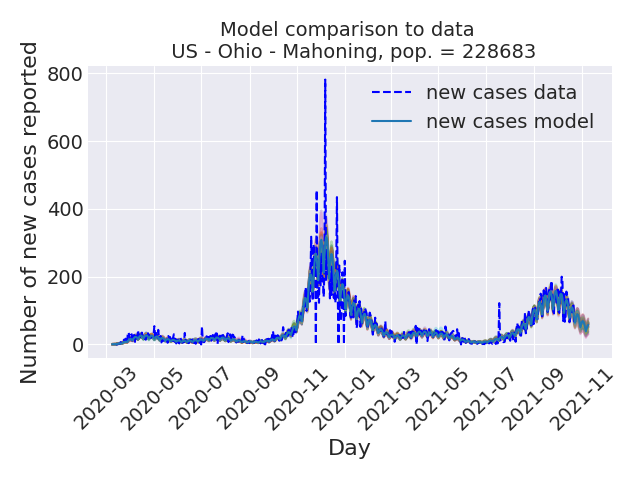 Model comparison to data
US - Ohio - Mahoning, pop. = 228683
Number of new cases reported
800
600
400
200
0
new cases data
new cases model
2020-03
2020-05
2020-07
2020-09
2020-11
2021-01
2021-03
2021-05
2021-07
2021-09
2021-11
Day